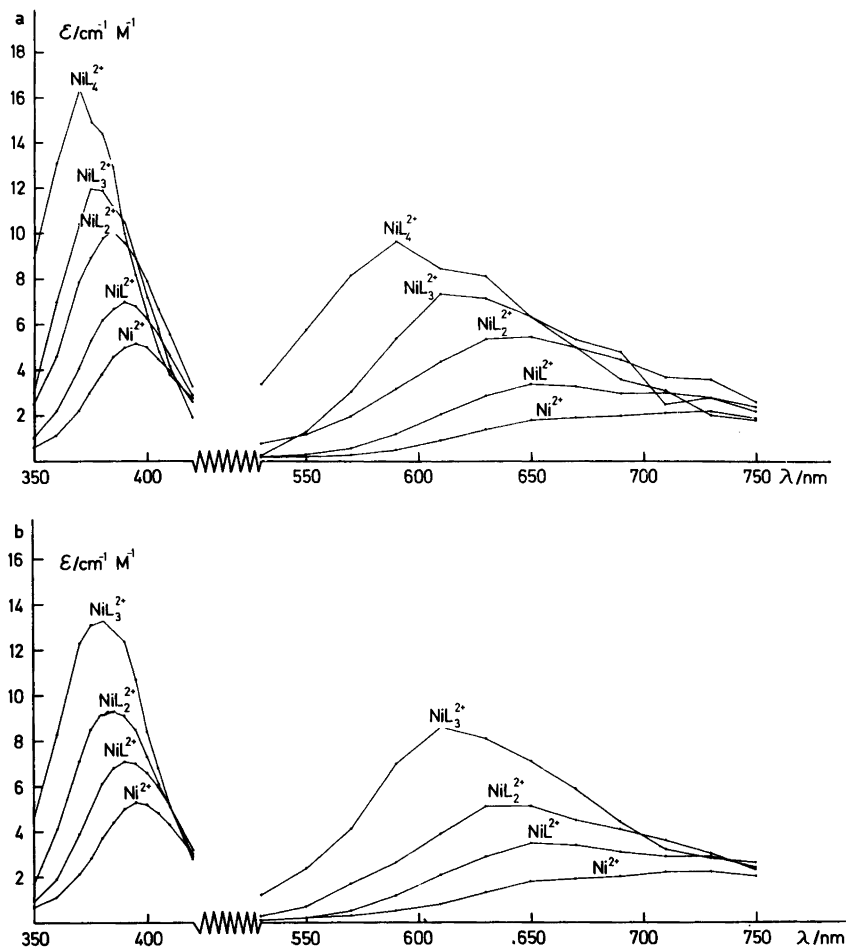 a
ε/cm⁻¹ M⁻¹
18
16
14
12
10
8
6
4
2
NiL₄²⁺
NiL₃²⁺
NiL₂²⁺
NiL²⁺
Ni²⁺
NiL₄²⁺
NiL₃²⁺
NiL₂²⁺
NiL²⁺
Ni²⁺
350 400 550 600 650 700 750 λ/nm
b
ε/cm⁻¹ M⁻¹
16
14
12
10
8
6
4
2
NiL₃²⁺
NiL₂²⁺
NiL²⁺
Ni²⁺
NiL₃²⁺
NiL₂²⁺
NiL²⁺
Ni²⁺
350 400 550 600 .650 700 750 λ/nm